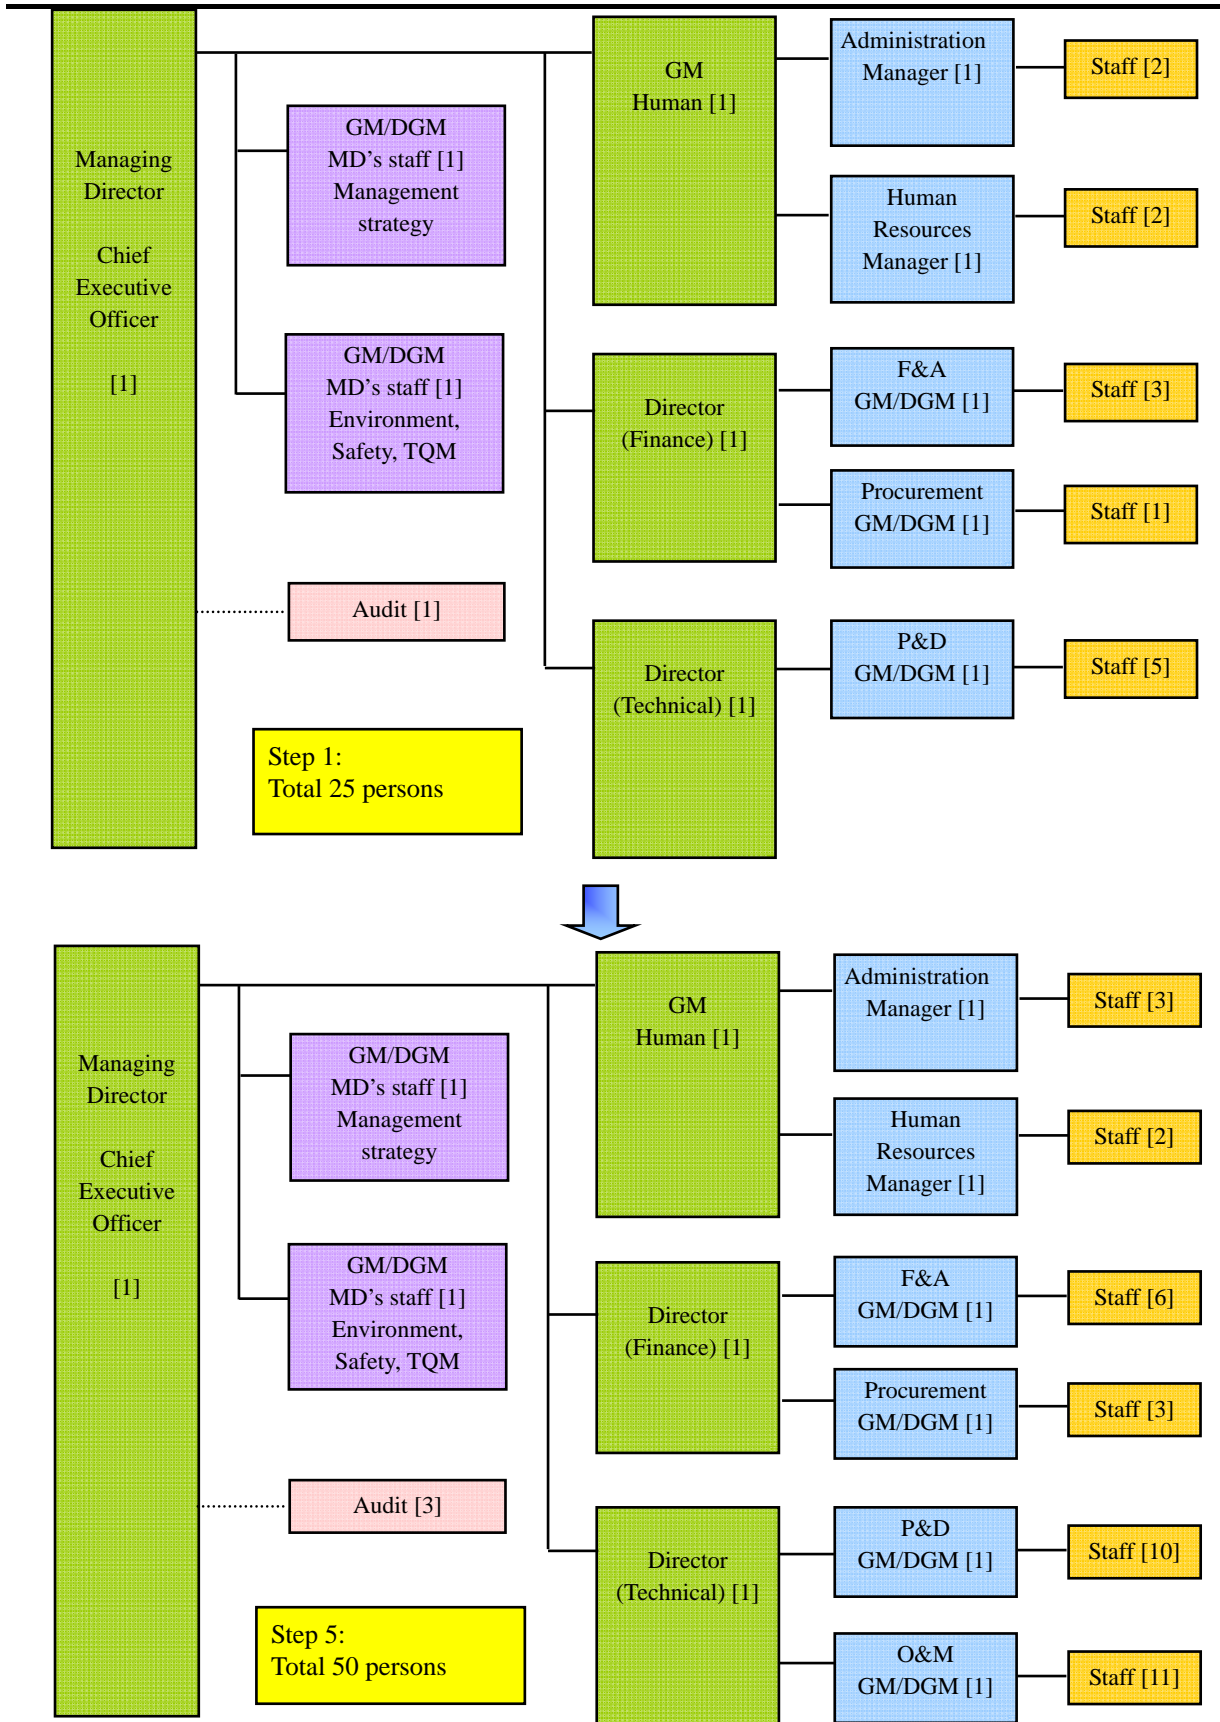 Managing
Director
Chief
Executive
Officer
[1]
GM/DGM
MD’s staff [1]
Management
strategy
GM/DGM
MD’s staff [1]
Environment,
Safety, TQM
Audit [1]
Step 1:
Total 25 persons
GM
Human [1]
Administration
Manager [1]
Staff [2]
Human
Resources
Manager [1]
Staff [2]
Director
(Finance) [1]
F&A
GM/DGM [1]
Staff [3]
Procurement
GM/DGM [1]
Staff [1]
Director
(Technical) [1]
P&D
GM/DGM [1]
Staff [5]
Managing
Director
Chief
Executive
Officer
[1]
GM/DGM
MD’s staff [1]
Management
strategy
GM/DGM
MD’s staff [1]
Environment,
Safety, TQM
Audit [3]
Step 5:
Total 50 persons
GM
Human [1]
Administration
Manager [1]
Staff [3]
Human
Resources
Manager [1]
Staff [2]
Director
(Finance) [1]
F&A
GM/DGM [1]
Staff [6]
Procurement
GM/DGM [1]
Staff [3]
Director
(Technical) [1]
P&D
GM/DGM [1]
Staff [10]
O&M
GM/DGM [1]
Staff [11]